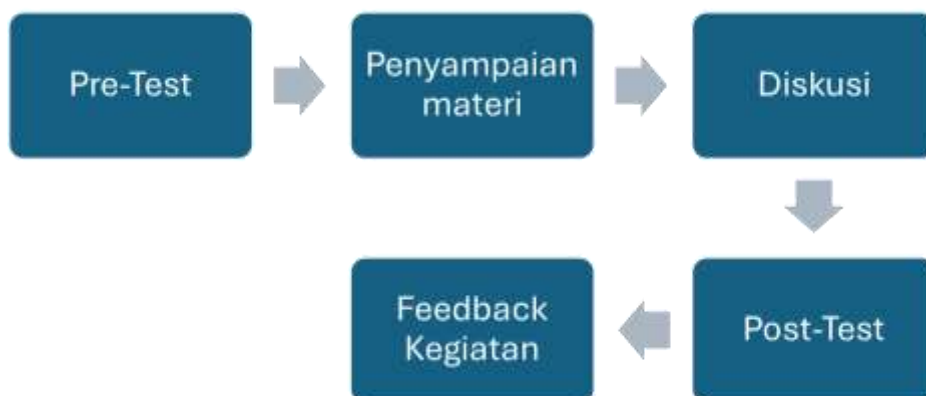 Pre-Test
Penyampaian
materi
Diskusi
Post-Test
Feedback
Kegiatan